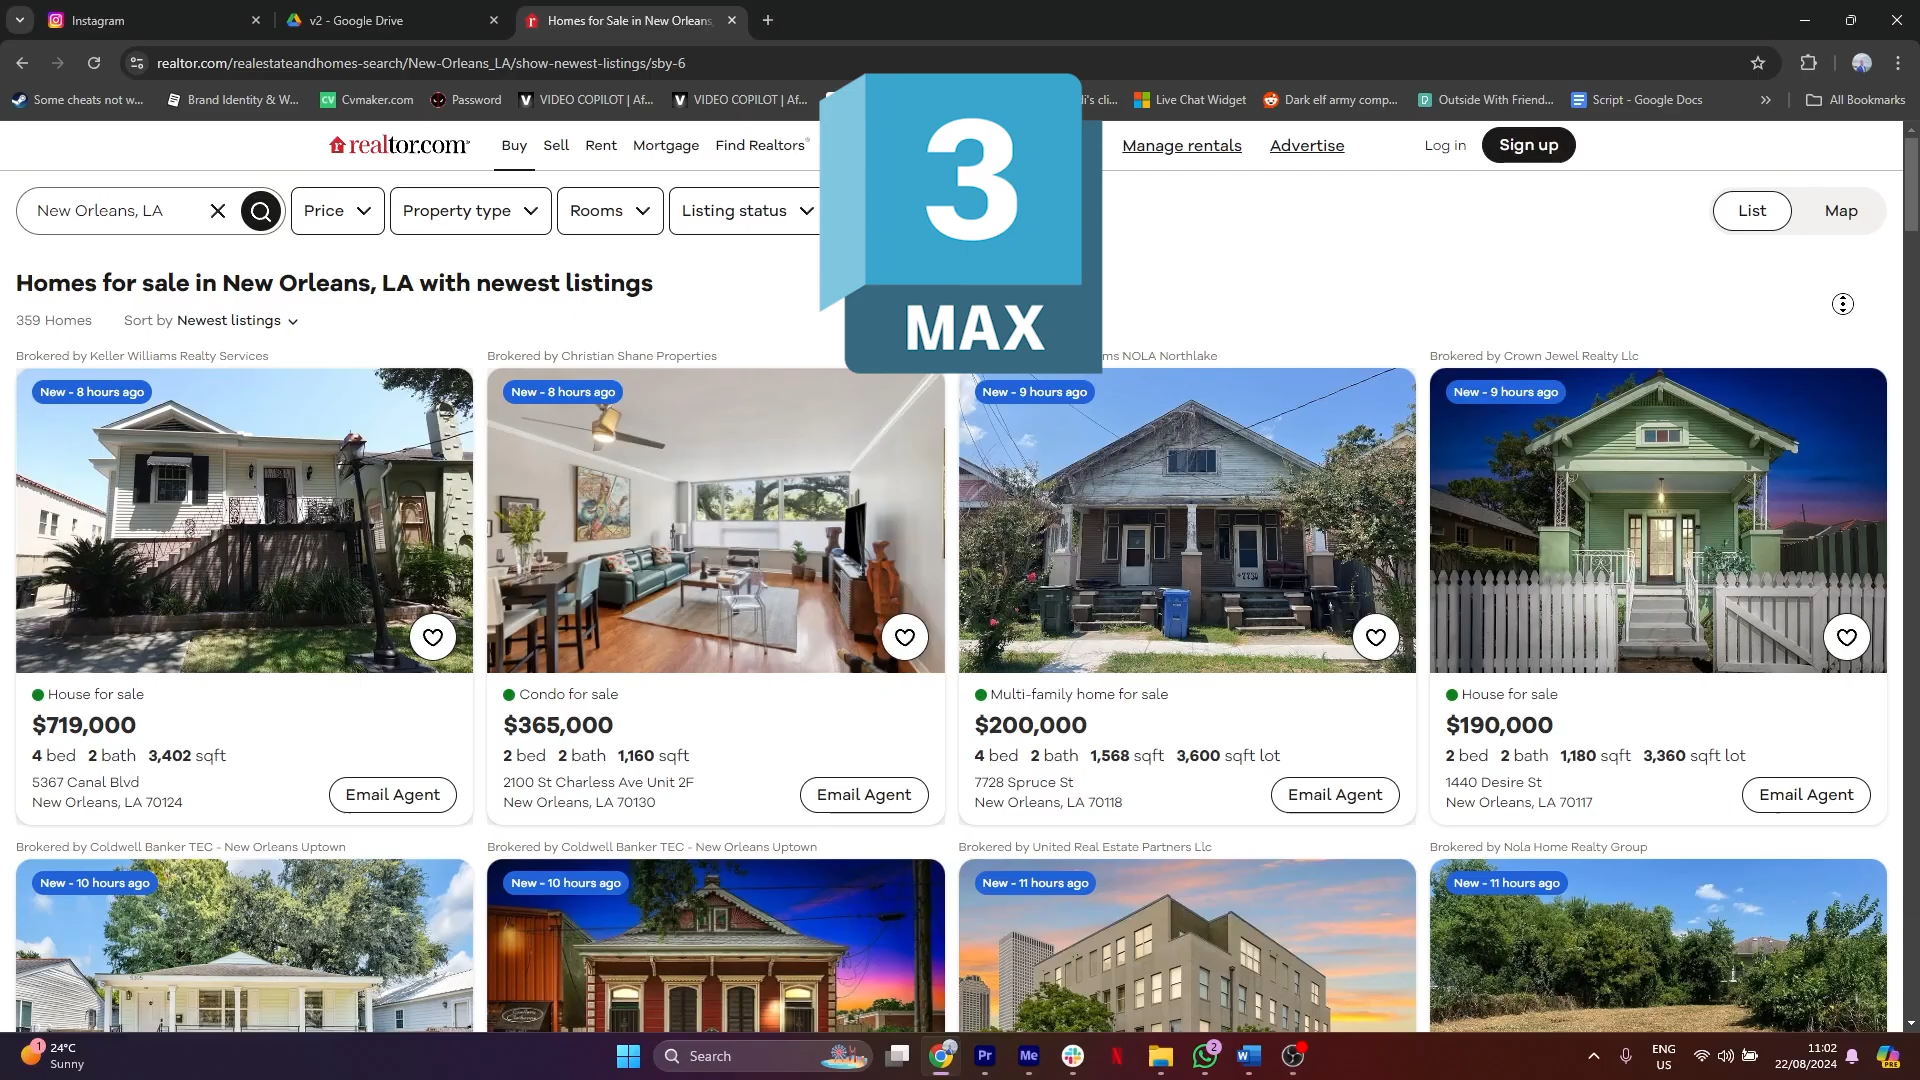 Instagram
v2 - Google Drive
Homes for Sale in New Orleans,
realtor.com/realestateandhomes-search/New-Orleans_LA/show-newest-listings/sby-6
Some cheats not w...
Brand Identity & W...
CV
Cvmaker.com
Password
V
VIDEO COPILOT | Af...
V
VIDEO COPILOT | Af...
i's cli...
Live Chat Widget
Dark elf army comp...
D
Outside With Friend...
Script - Google Docs
All Bookmarks
realtor.com
Buy
Sell
Rent
Mortgage
Find Realtors®
Manage rentals
Advertise
Log in
Sign up
3
MAX
New Orleans, LA
Price
Property type
Rooms
Listing status
List
Map
Homes for sale in New Orleans, LA with newest listings
359 Homes
Sort by Newest listings
Brokered by Keller Williams Realty Services
Brokered by Christian Shane Properties
ms NOLA Northlake
Brokered by Crown Jewel Realty Llc
New - 8 hours ago
New - 8 hours ago
New - 9 hours ago
New - 9 hours ago
House for sale
$719,000
4 bed 2 bath 3,402 sqft
5367 Canal Blvd
New Orleans, LA 70124
Email Agent
Condo for sale
$365,000
2 bed 2 bath 1,160 sqft
2100 St Charless Ave Unit 2F
New Orleans, LA 70130
Email Agent
Multi-family home for sale
$200,000
4 bed 2 bath 1,568 sqft 3,600 sqft lot
7728 Spruce St
New Orleans, LA 70118
Email Agent
House for sale
$190,000
2 bed 2 bath 1,180 sqft 3,360 sqft lot
1440 Desire St
New Orleans, LA 70117
Email Agent
Brokered by Coldwell Banker TEC - New Orleans Uptown
Brokered by Coldwell Banker TEC - New Orleans Uptown
Brokered by United Real Estate Partners Llc
Brokered by Nola Home Realty Group
New - 10 hours ago
New - 10 hours ago
New - 11 hours ago
New - 11 hours ago
1
24°C
Sunny
Search
Pr
Me
N
2
W
ENG
US
11:02
22/08/2024
PRE